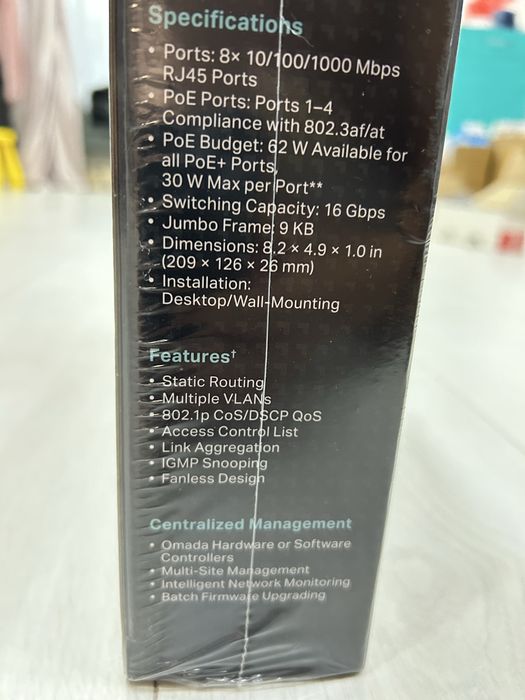 Specifications
• Ports: 8× 10/100/1000 Mbps
RJ45 Ports
• PoE Ports: Ports 1–4
Compliance with 802.3af/at
• PoE Budget: 62 W Available for
all PoE+ Ports,
30 W Max per Port**
• Switching Capacity: 16 Gbps
• Jumbo Frame: 9 KB
• Dimensions: 8.2 × 4.9 × 1.0 in
(209 × 126 × 26 mm)
• Installation:
Desktop/Wall-Mounting
Features†
• Static Routing
• Multiple VLANs
• 802.1p CoS/DSCP QoS
• Access Control List
• Link Aggregation
• IGMP Snooping
• Fanless Design
Centralized Management
• Omada Hardware or Software
Controllers
• Multi-Site Management
• Intelligent Network Monitoring
• Batch Firmware Upgrading